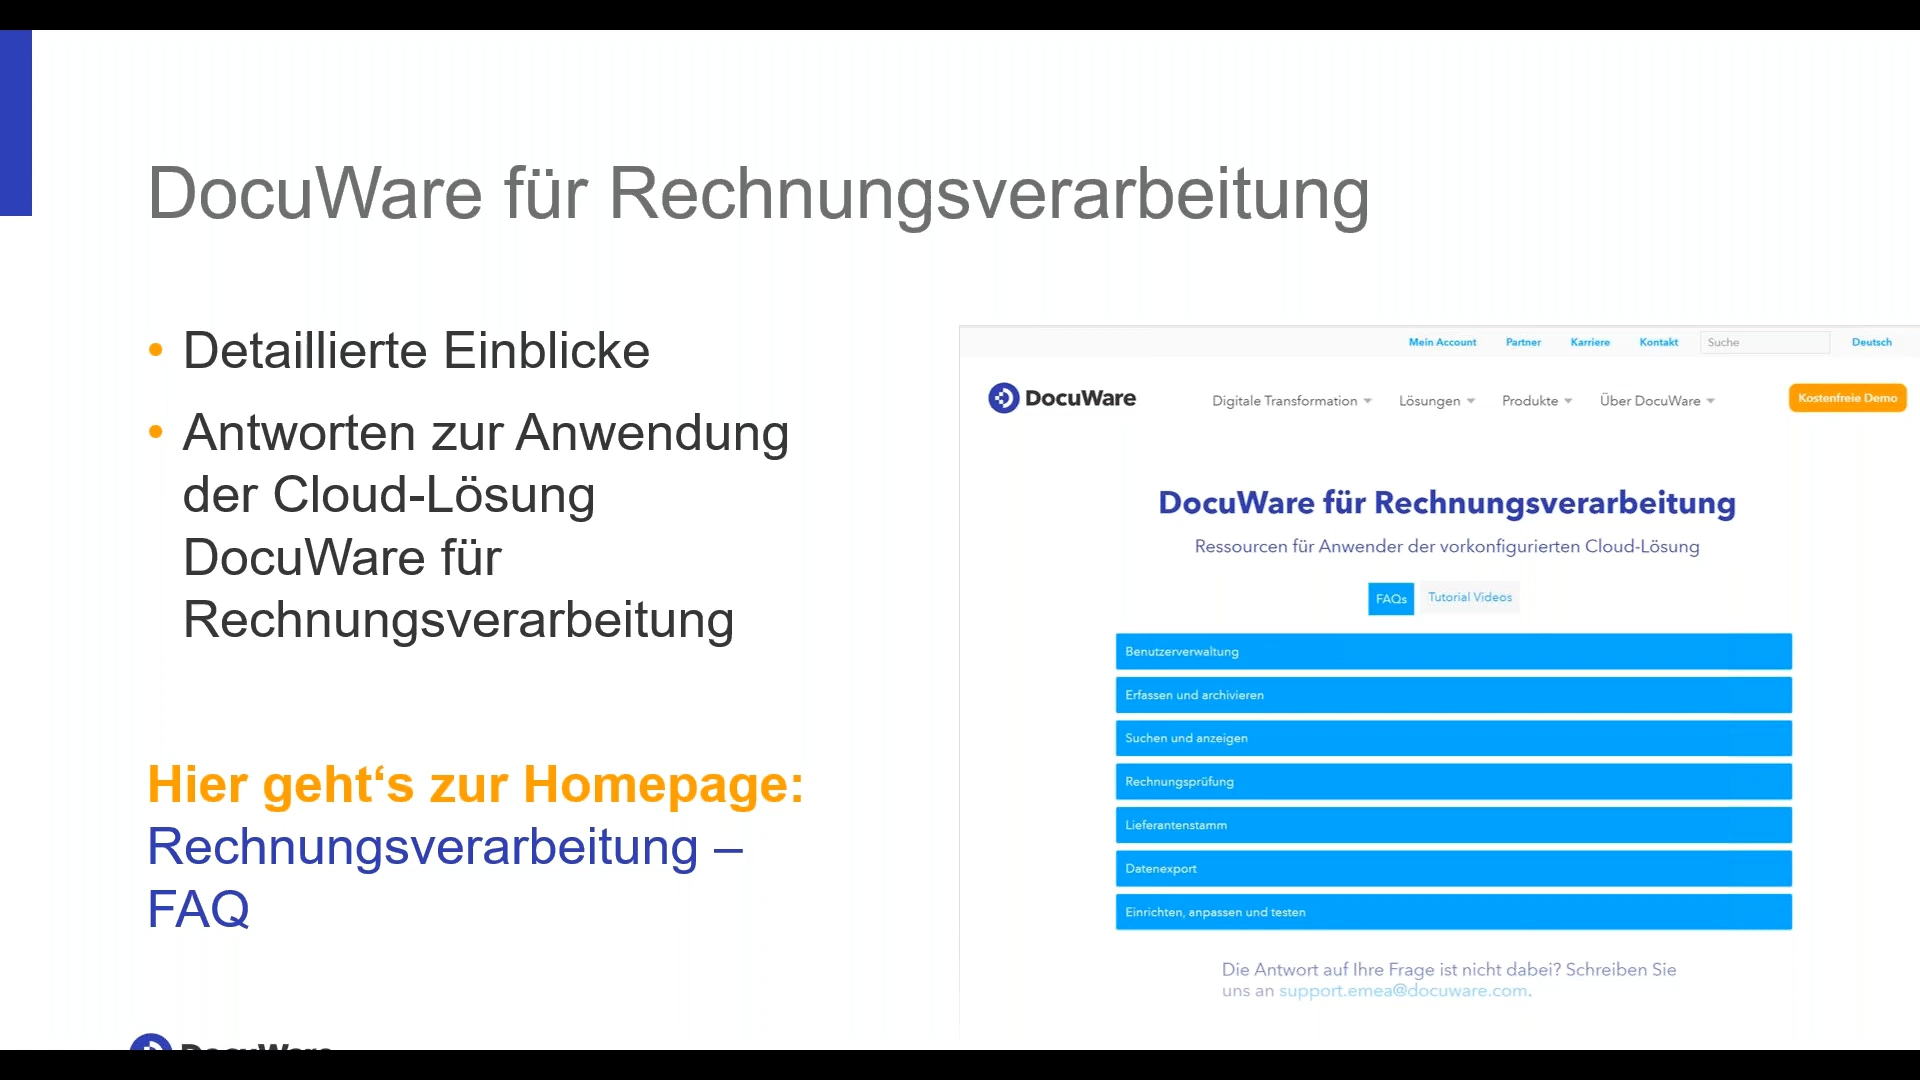 DocuWare für Rechnungsverarbeitung
• Detaillierte Einblicke
• Antworten zur Anwendung
der Cloud-Lösung
DocuWare für
Rechnungsverarbeitung
Hier geht‘s zur Homepage:
Rechnungsverarbeitung –
FAQ
Mein Account Partner Karriere Kontakt Suche Deutsch
DocuWare Digitale Transformation Lösungen Produkte Über DocuWare Kostenfreie Demo
DocuWare für Rechnungsverarbeitung
Ressourcen für Anwender der vorkonfigurierten Cloud-Lösung
FAQs Tutorial Videos
Benutzerverwaltung
Erfassen und archivieren
Suchen und anzeigen
Rechnungsprüfung
Lieferantenstamm
Datenexport
Einrichten, anpassen und testen
Die Antwort auf Ihre Frage ist nicht dabei? Schreiben Sie
uns an support.emea@docuware.com.
DocuWare